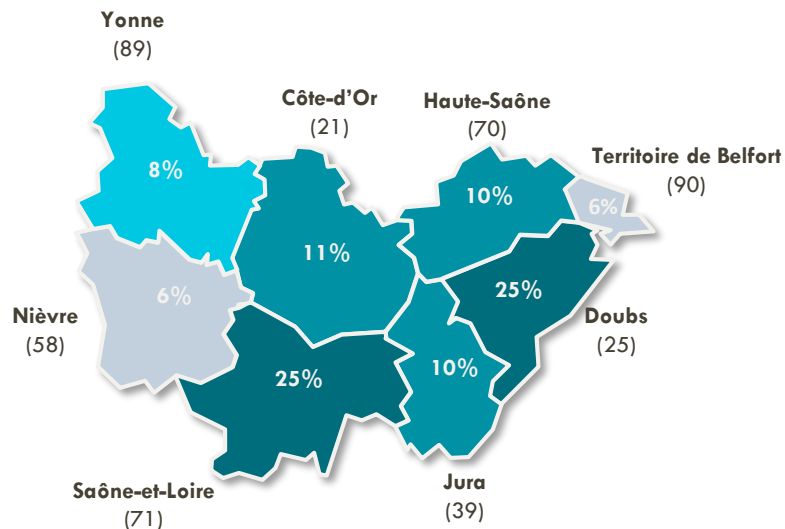 Yonne
(89)
Côte-d'Or
(21)
Haute-Saône
(70)
Territoire de Belfort
(90)
8%
10%
6%
11%
6%
25%
Nièvre
(58)
Doubs
(25)
25%
10%
Saône-et-Loire
(71)
Jura
(39)